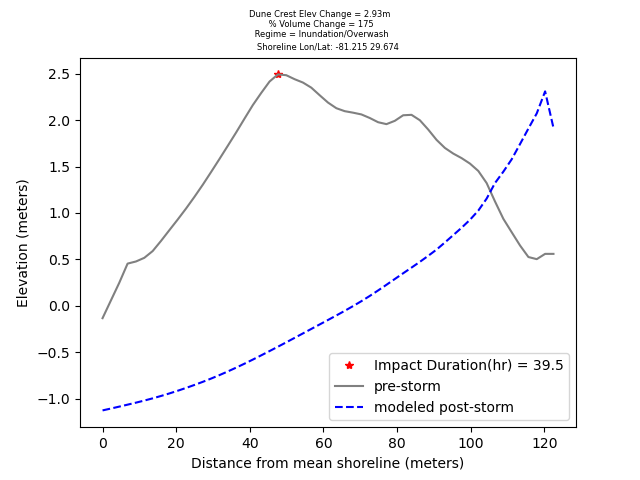 Dune Crest Elev Change = 2.93m
% Volume Change = 175
Regime = Inundation/Overwash
Shoreline Lon/Lat: -81.215 29.674
2.5
2.0
1.5
1.0
0.5
0.0
−0.5
−1.0
Elevation (meters)
Impact Duration(hr) = 39.5
pre-storm
modeled post-storm
0 20 40 60 80 100 120
Distance from mean shoreline (meters)